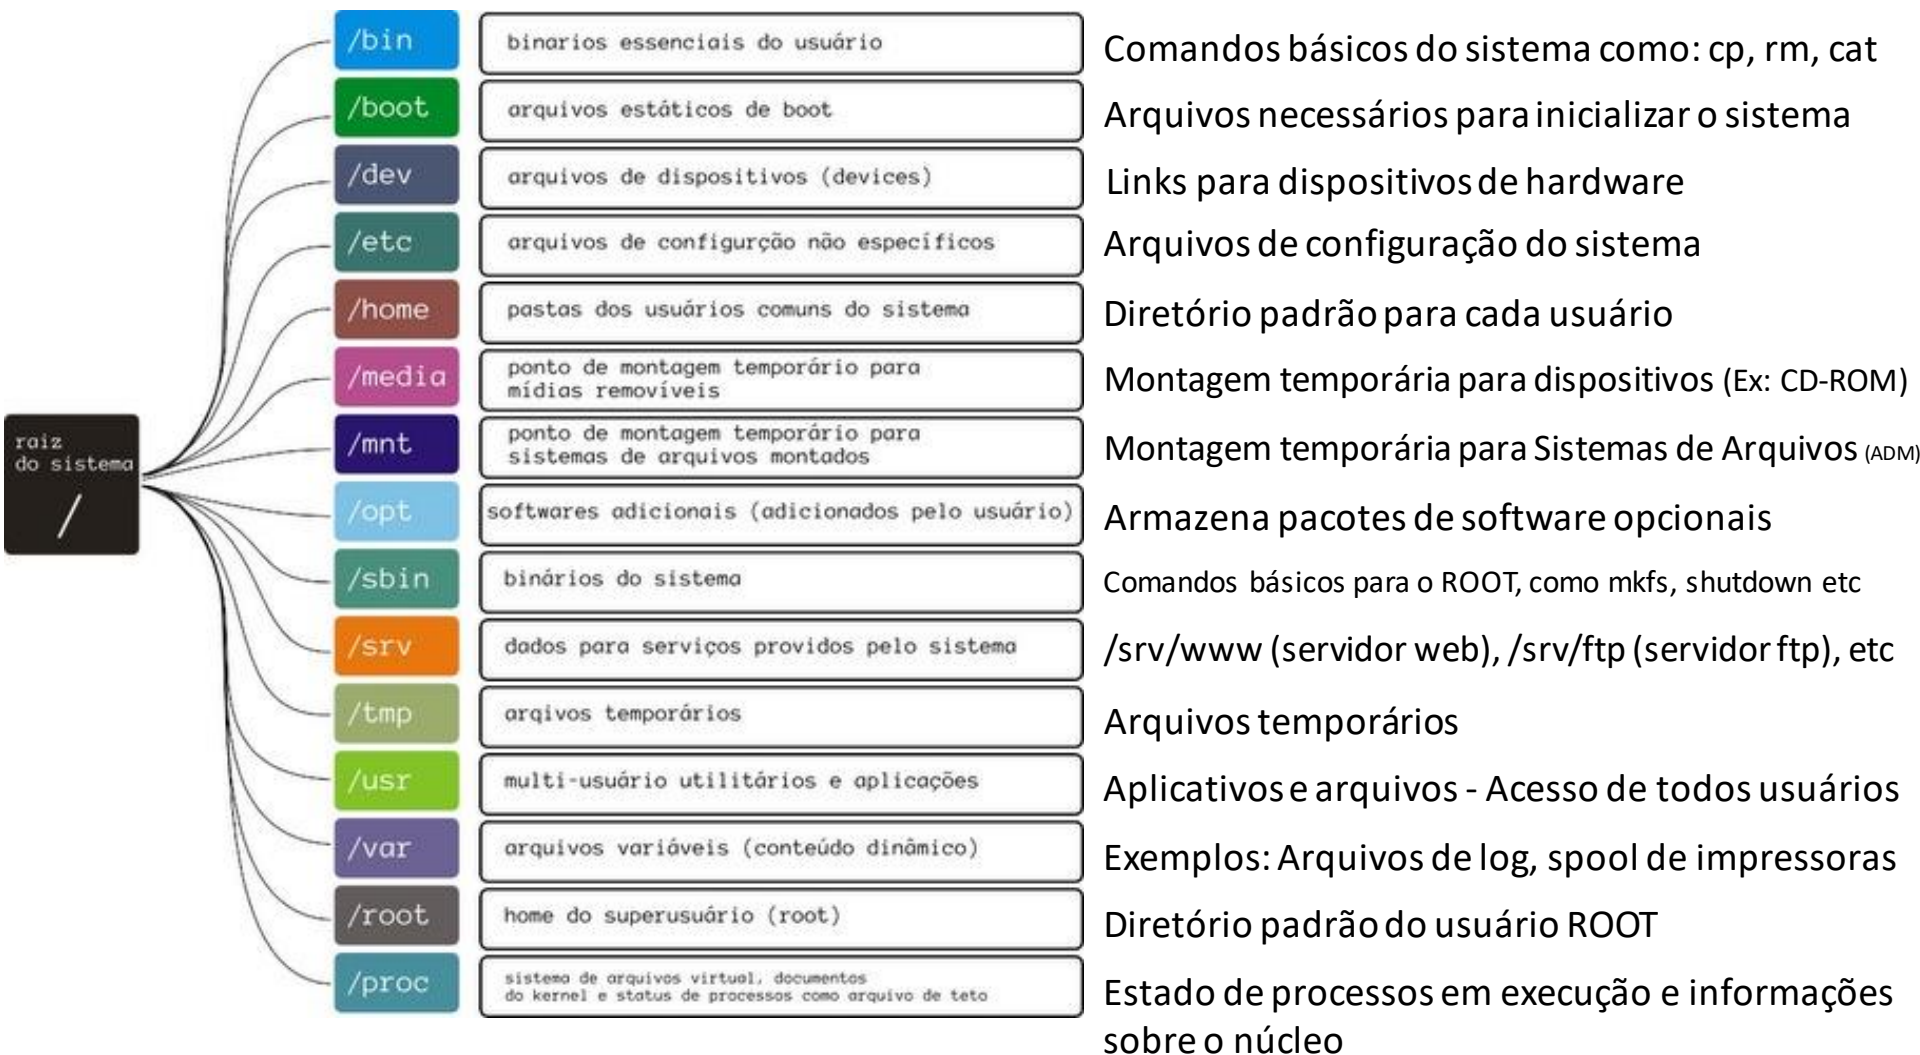 /bin
binarios essenciais do usuário
Comandos básicos do sistema como: cp, rm, cat
/boot
arquivos estáticos de boot
Arquivos necessários para inicializar o sistema
/dev
arquivos de dispositivos (devices)
Links para dispositivos de hardware
/etc
arquivos de configurção não específicos
Arquivos de configuração do sistema
/home
pastas dos usuários comuns do sistema
Diretório padrão para cada usuário
/media
ponto de montagem temporário para
mídias removíveis
Montagem temporária para dispositivos (Ex: CD-ROM)
raiz
do sistema
/
/mnt
ponto de montagem temporário para
sistemas de arquivos montados
Montagem temporária para Sistemas de Arquivos (ADM)
/opt
softwares adicionais (adicionados pelo usuário)
Armazena pacotes de software opcionais
/sbin
binários do sistema
Comandos básicos para o ROOT, como mkfs, shutdown etc
/srv
dados para serviços providos pelo sistema
/srv/www (servidor web), /srv/ftp (servidor ftp), etc
/tmp
arqivos temporários
Arquivos temporários
/usr
multi-usuário utilitários e aplicações
Aplicativos e arquivos - Acesso de todos usuários
/var
arquivos variáveis (conteúdo dinâmico)
Exemplos: Arquivos de log, spool de impressoras
/root
home do superusuário (root)
Diretório padrão do usuário ROOT
/proc
sistema de arquivos virtual, documentos
do kernel e status de processos como arquivo de teto
Estado de processos em execução e informações
sobre o núcleo